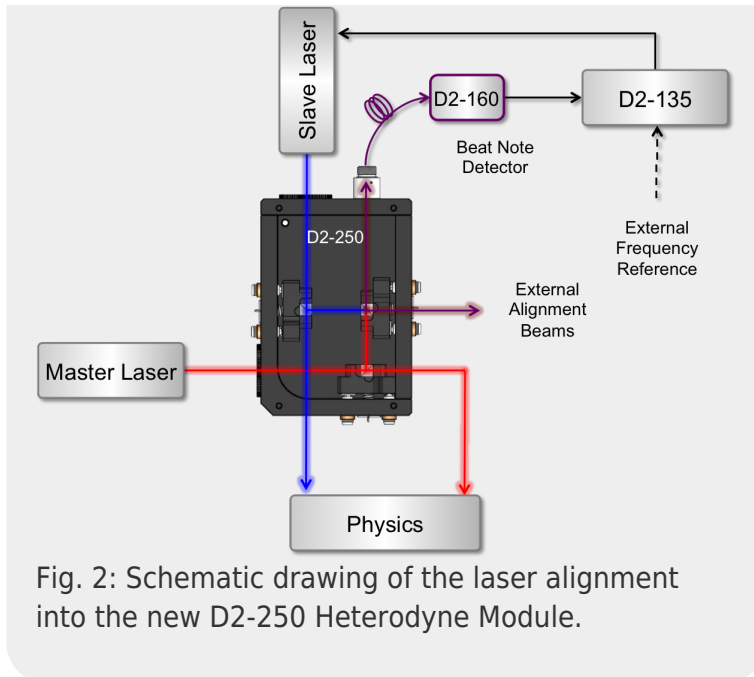 Slave Laser
D2-160
D2-135
Beat Note
Detector
D2-250
External
Frequency
Reference
External
Alignment
Beams
Master Laser
Physics
Fig. 2: Schematic drawing of the laser alignment
into the new D2-250 Heterodyne Module.